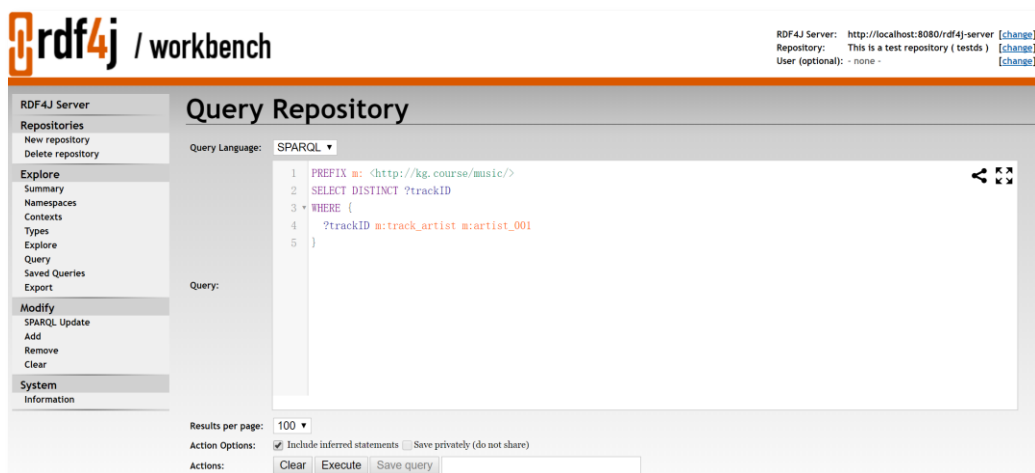 rdf4j / workbench
RDF4J Server: http://localhost:8080/rdf4j-server [change]
Repository: This is a test repository ( testds ) [change]
User (optional): - none - [change]
RDF4J Server
Repositories
New repository
Delete repository
Explore
Summary
Namespaces
Contexts
Types
Explore
Query
Saved Queries
Export
Modify
SPARQL Update
Add
Remove
Clear
System
Information
Query Repository
Query Language: SPARQL
Query:
1 PREFIX m: <http://kg.course/music/>
2 SELECT DISTINCT ?trackID
3 WHERE {
4 ?trackID m:track_artist m:artist_001
5 }
Results per page: 100
Action Options: Include inferred statements Save privately (do not share)
Actions: Clear Execute Save query